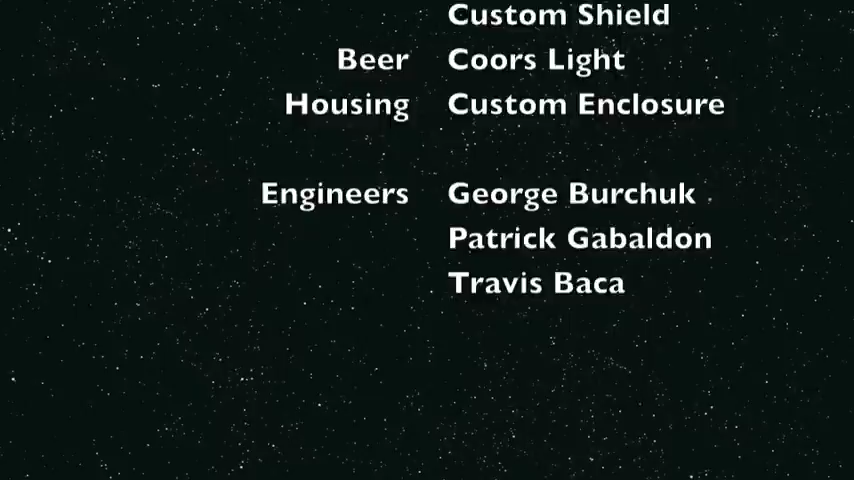 Custom Shield
Beer Coors Light
Housing Custom Enclosure
Engineers George Burchuk
Patrick Gabaldon
Travis Baca